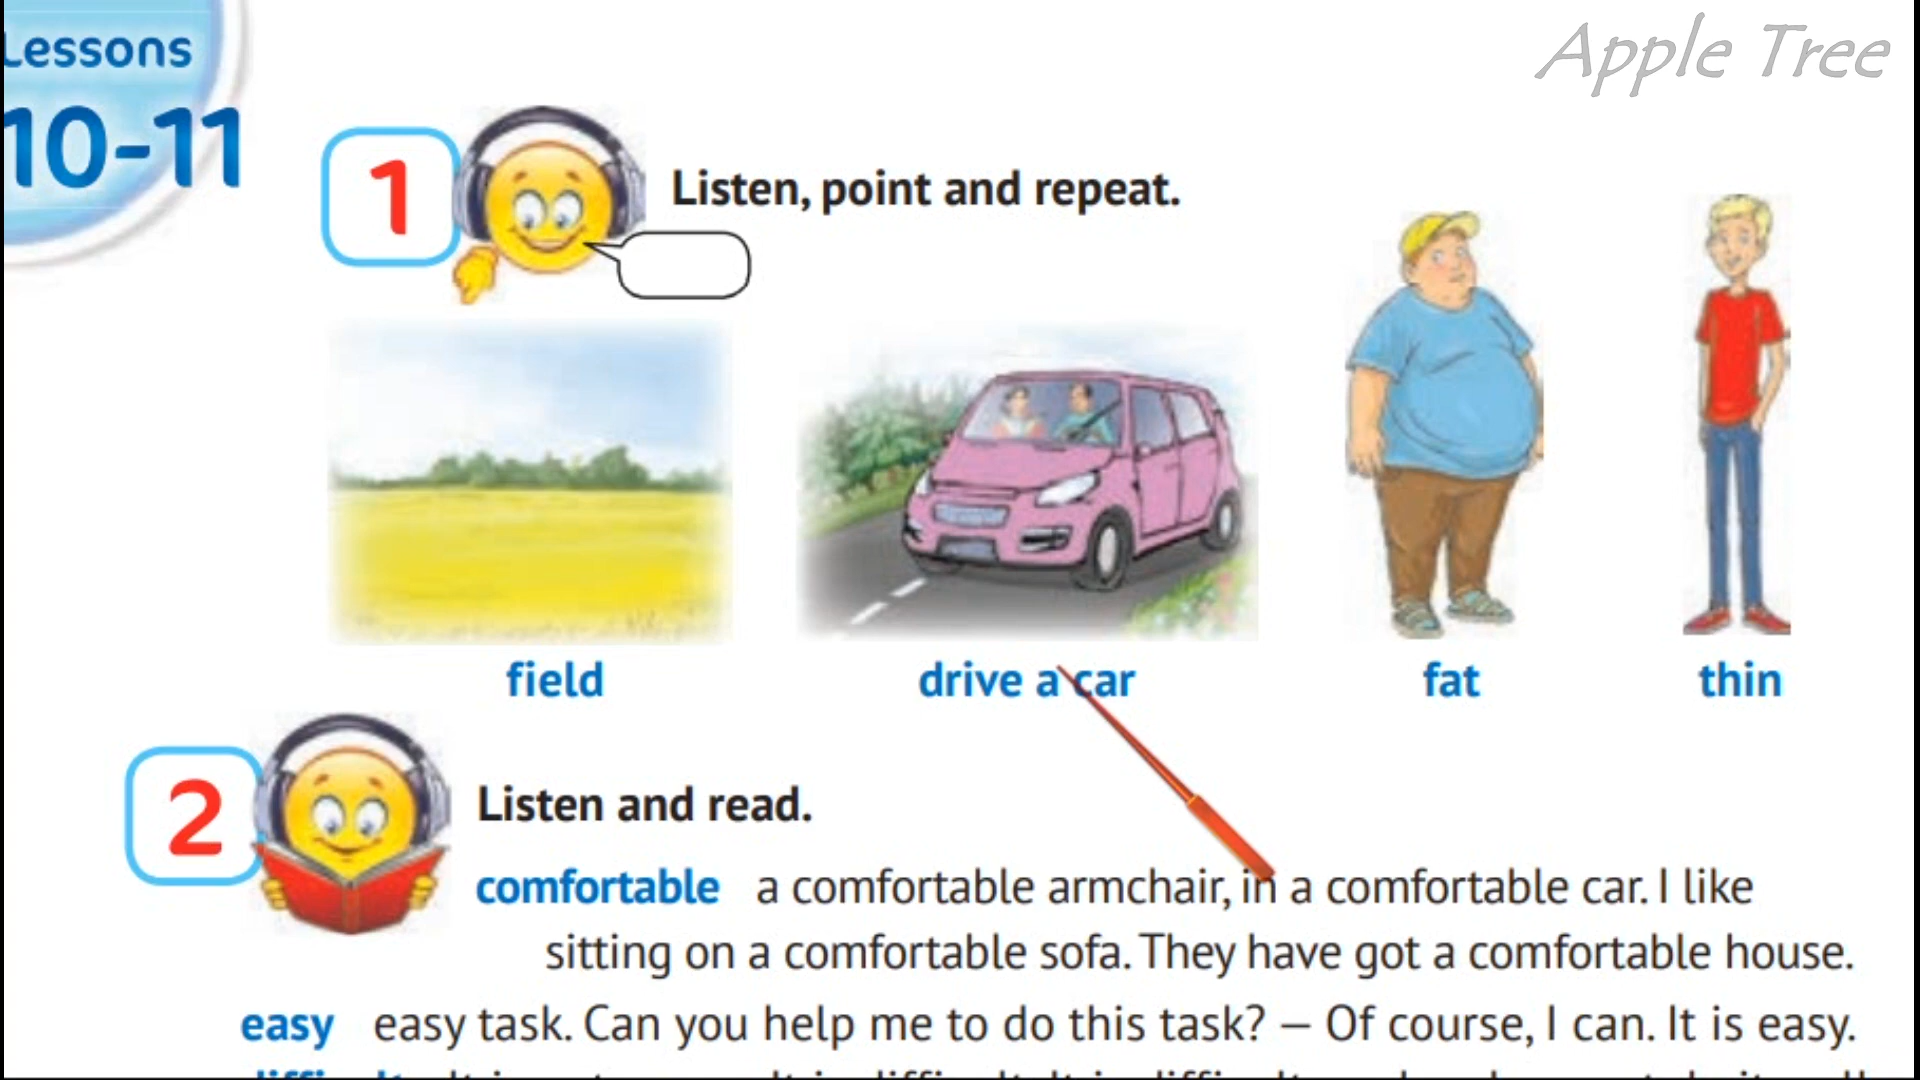 Lessons
10-11
Apple Tree
1
Listen, point and repeat.
field
drive a car
fat
thin
2
Listen and read.
comfortable a comfortable armchair, in a comfortable car. I like
sitting on a comfortable sofa. They have got a comfortable house.
easy easy task. Can you help me to do this task? – Of course, I can. It is easy.